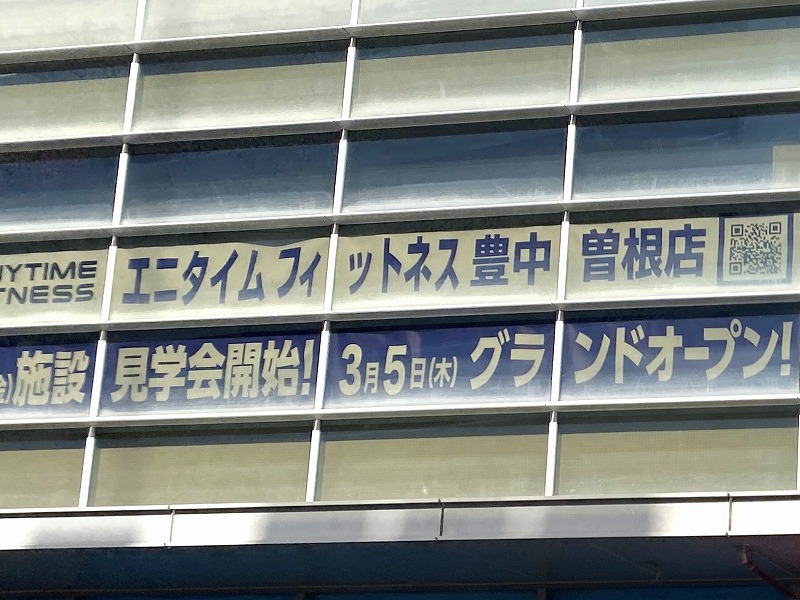 NYTIME
TNESS
エニタイムフィットネス 豊中曽根店
金)施設見学会開始! 3月5日(木)グランドオープン!